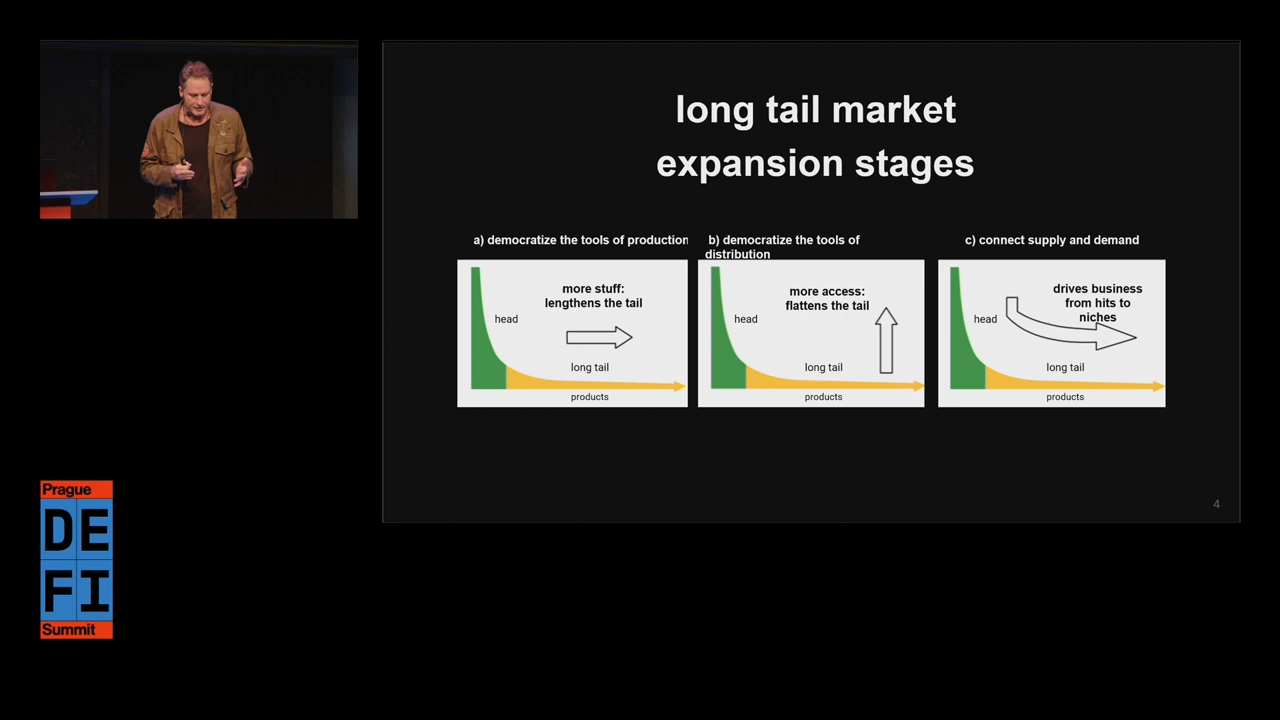 long tail market
expansion stages
a) democratize the tools of production
more stuff:
lengthens the tail
head
long tail
products
b) democratize the tools of
distribution
more access:
flattens the tail
head
long tail
products
c) connect supply and demand
drives business
from hits to
niches
head
long tail
products
4
Prague
DE
FI
Summit